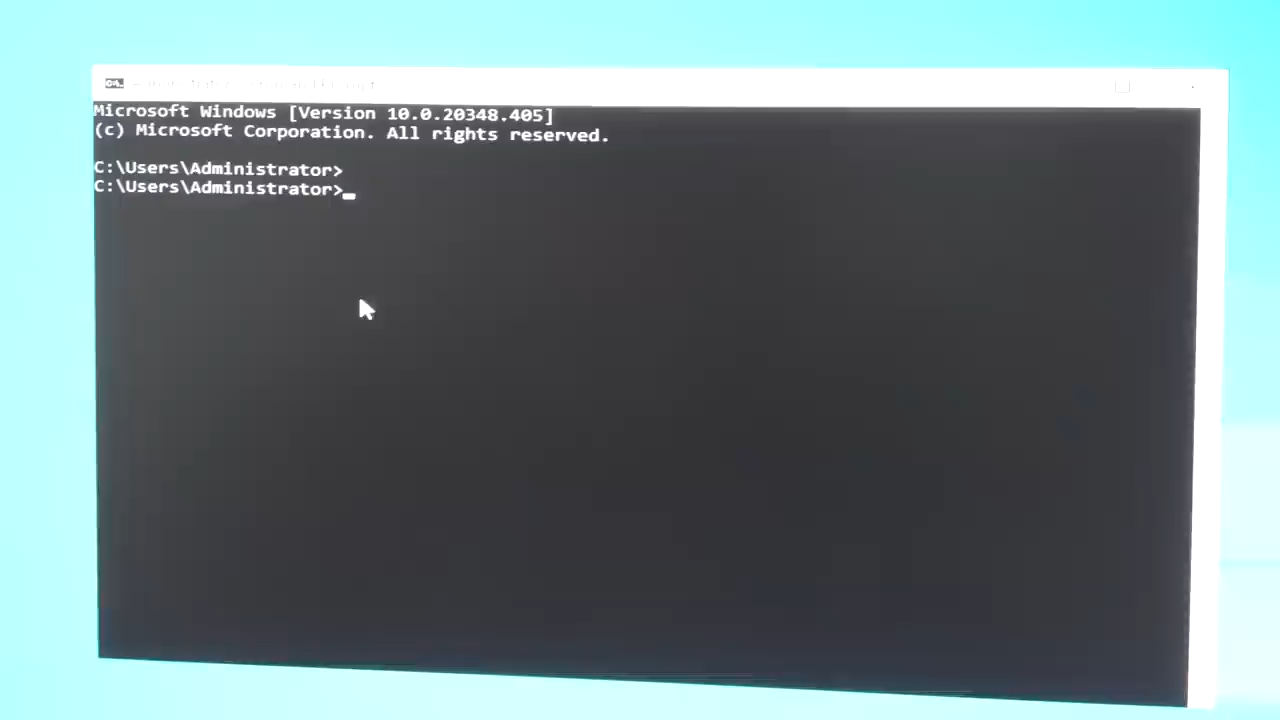 Microsoft Windows [Version 10.0.20348.405]
(c) Microsoft Corporation. All rights reserved.
C:\Users\Administrator>
C:\Users\Administrator>